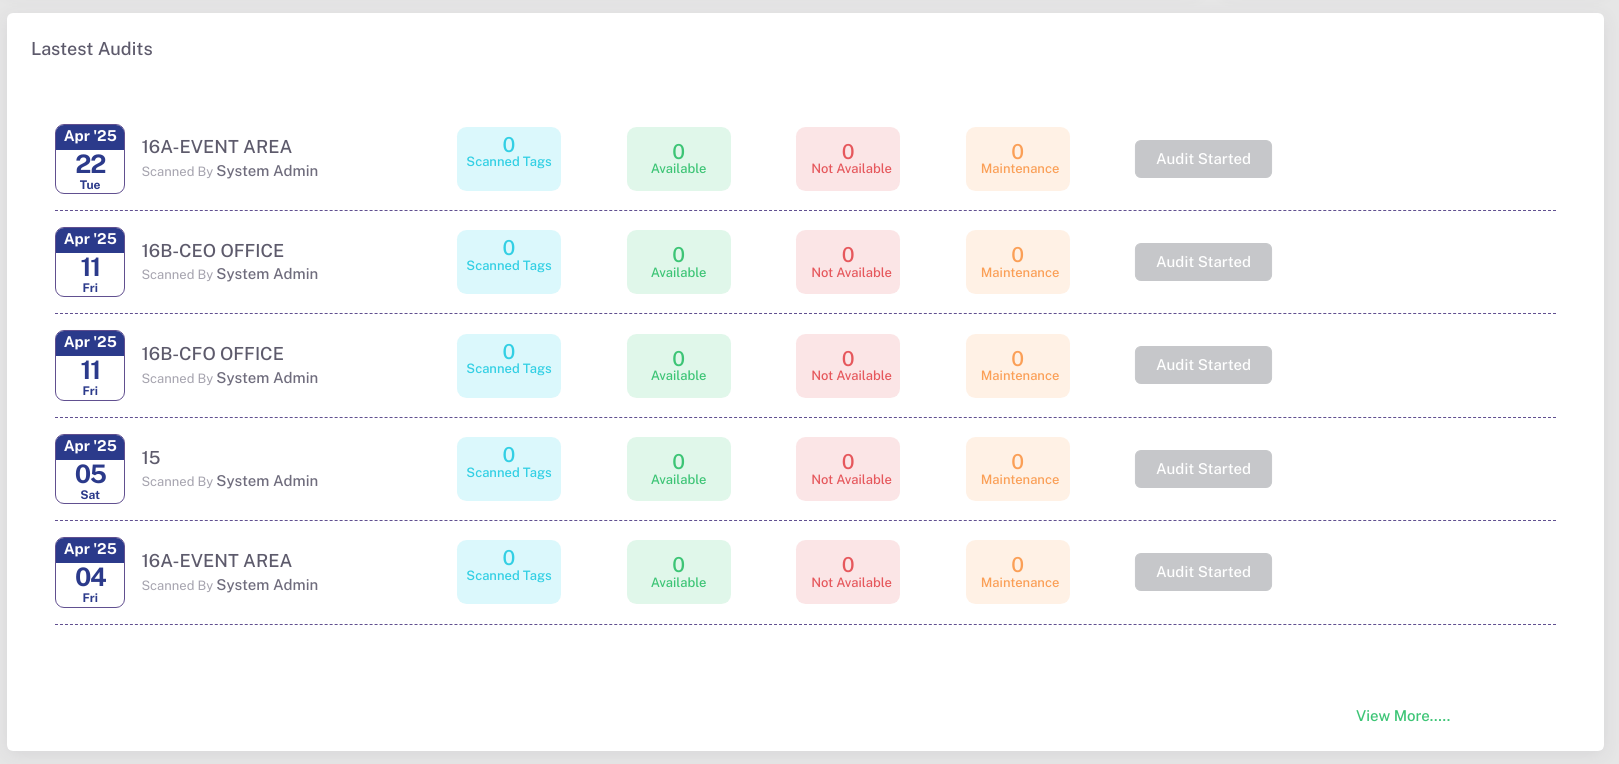 Lastest Audits
Apr '25
22
Tue
16A-EVENT AREA
Scanned By System Admin
0
Scanned Tags
0
Available
0
Not Available
0
Maintenance
Audit Started
Apr '25
11
Fri
16B-CEO OFFICE
Scanned By System Admin
0
Scanned Tags
0
Available
0
Not Available
0
Maintenance
Audit Started
Apr '25
11
Fri
16B-CFO OFFICE
Scanned By System Admin
0
Scanned Tags
0
Available
0
Not Available
0
Maintenance
Audit Started
Apr '25
05
Sat
15
Scanned By System Admin
0
Scanned Tags
0
Available
0
Not Available
0
Maintenance
Audit Started
Apr '25
04
Fri
16A-EVENT AREA
Scanned By System Admin
0
Scanned Tags
0
Available
0
Not Available
0
Maintenance
Audit Started
View More.....